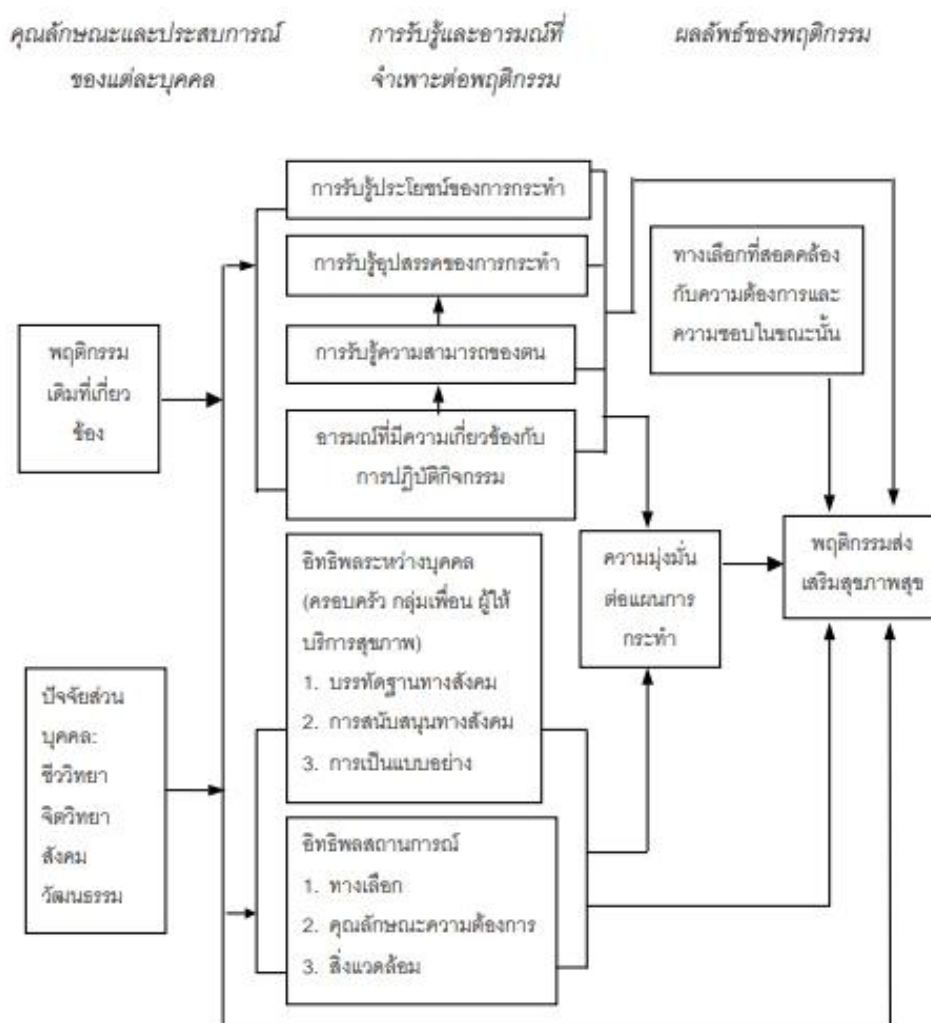 คุณลักษณะและประสบการณ์
ของแต่ละบุคคล
การรับรู้และอารมณ์ที่
จำเพาะต่อพฤติกรรม
ผลลัพธ์ของพฤติกรรม
พฤติกรรม
เดิมที่เกี่ยว
ข้อง
ปัจจัยส่วน
บุคคล:
ชีววิทยา
จิตวิทยา
สังคม
วัฒนธรรม
การรับรู้ประโยชน์ของการกระทำ
การรับรู้อุปสรรคของการกระทำ
การรับรู้ความสามารถของตน
อารมณ์ที่มีความเกี่ยวข้องกับ
การปฏิบัติกิจกรรม
อิทธิพลระหว่างบุคคล
(ครอบครัว กลุ่มเพื่อน ผู้ให้
บริการสุขภาพ)
1. บรรทัดฐานทางสังคม
2. การสนับสนุนทางสังคม
3. การเป็นแบบอย่าง
อิทธิพลสถานการณ์
1. ทางเลือก
2. คุณลักษณะความต้องการ
3. สิ่งแวดล้อม
ทางเลือกที่สอดคล้อง
กับความต้องการและ
ความชอบในขณะนั้น
ความมุ่งมั่น
ต่อแผนการ
กระทำ
พฤติกรรมส่ง
เสริมสุขภาพสุข